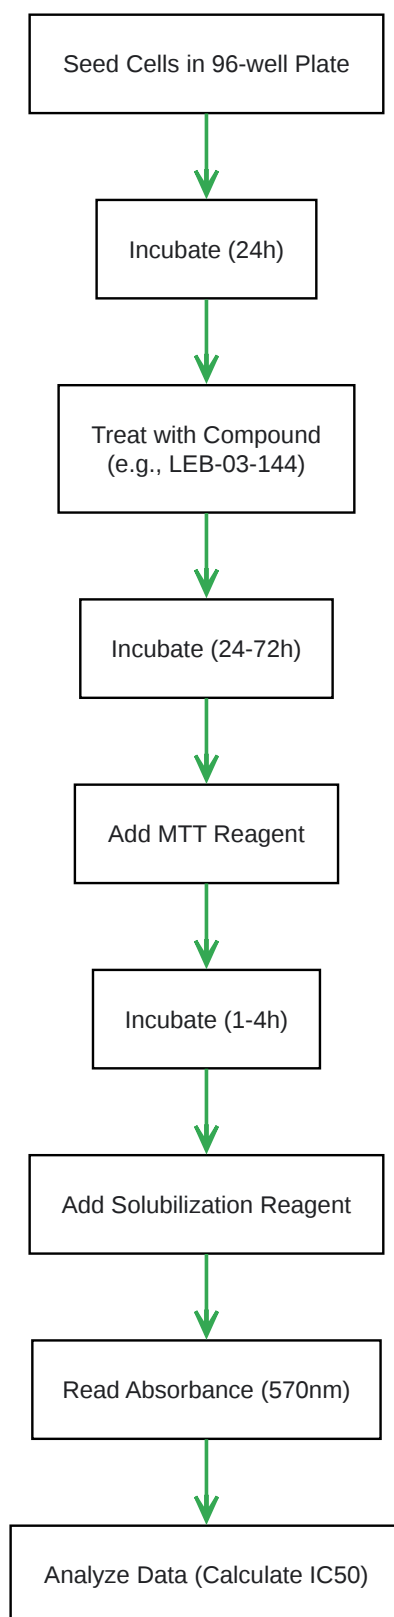 Seed Cells in 96-well Plate
Incubate (24h)
Treat with Compound
(e.g., LEB-03-144)
Incubate (24-72h)
Add MTT Reagent
Incubate (1-4h)
Add Solubilization Reagent
Read Absorbance (570nm)
Analyze Data (Calculate IC50)